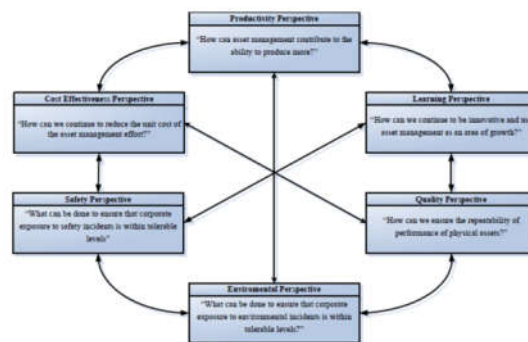 Productivity Perspective
"How can asset management contribute to the
ability to produce more?"
Cost Effectiveness Perspective
"How can we continue to reduce the unit cost of
the asset management effort?"
Learning Perspective
"How can we continue to be innovative and use
asset management as an area of growth?"
Safety Perspective
"What can be done to ensure that corporate
exposure to safety incidents is within tolerable
levels"
Quality Perspective
"How can we ensure the repeatability of
performance of physical assets?"
Enviromental Perspective
"What can be done to ensure that corporate
exposure to environmental incidents is within
tolerable levels?"